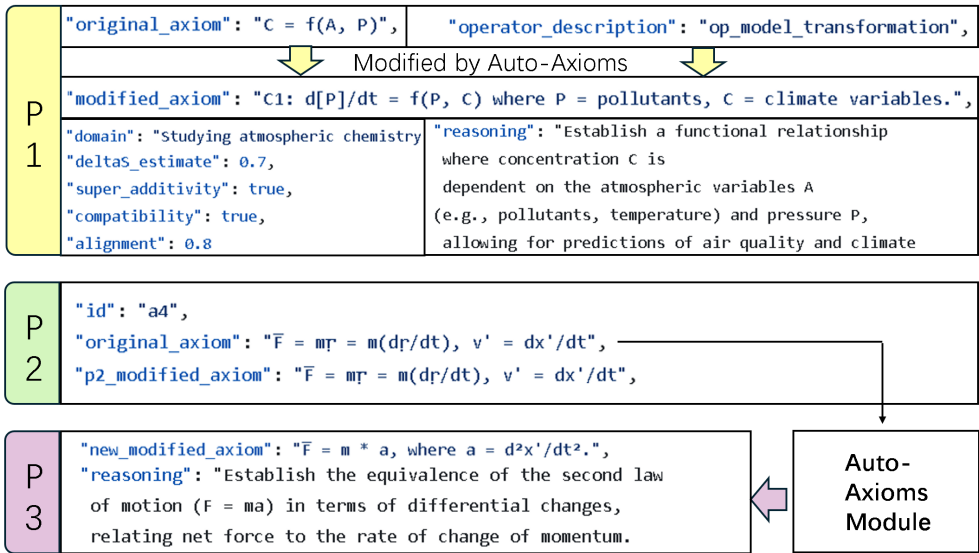 "original_axiom": "C = f(A, P)",
"operator_description": "op_model_transformation",
Modified by Auto-Axioms
P
1
"modified_axiom": "C1: d[P]/dt = f(P, C) where P = pollutants, C = climate variables.",
"domain": "Studying atmospheric chemistry
"deltaS_estimate": 0.7,
"super_additivity": true,
"compatibility": true,
"alignment": 0.8
"reasoning": "Establish a functional relationship
where concentration C is
dependent on the atmospheric variables A
(e.g., pollutants, temperature) and pressure P,
allowing for predictions of air quality and climate
P
2
"id": "a4",
"original_axiom": "F̅ = mṛ = m(dṛ/dt), v' = dx'/dt",
"p2_modified_axiom": "F̅ = mṛ = m(dṛ/dt), v' = dx'/dt",
P
3
"new_modified_axiom": "F̅ = m * a, where a = d²x'/dt².",
"reasoning": "Establish the equivalence of the second law
of motion (F = ma) in terms of differential changes,
relating net force to the rate of change of momentum.
Auto-
Axioms
Module